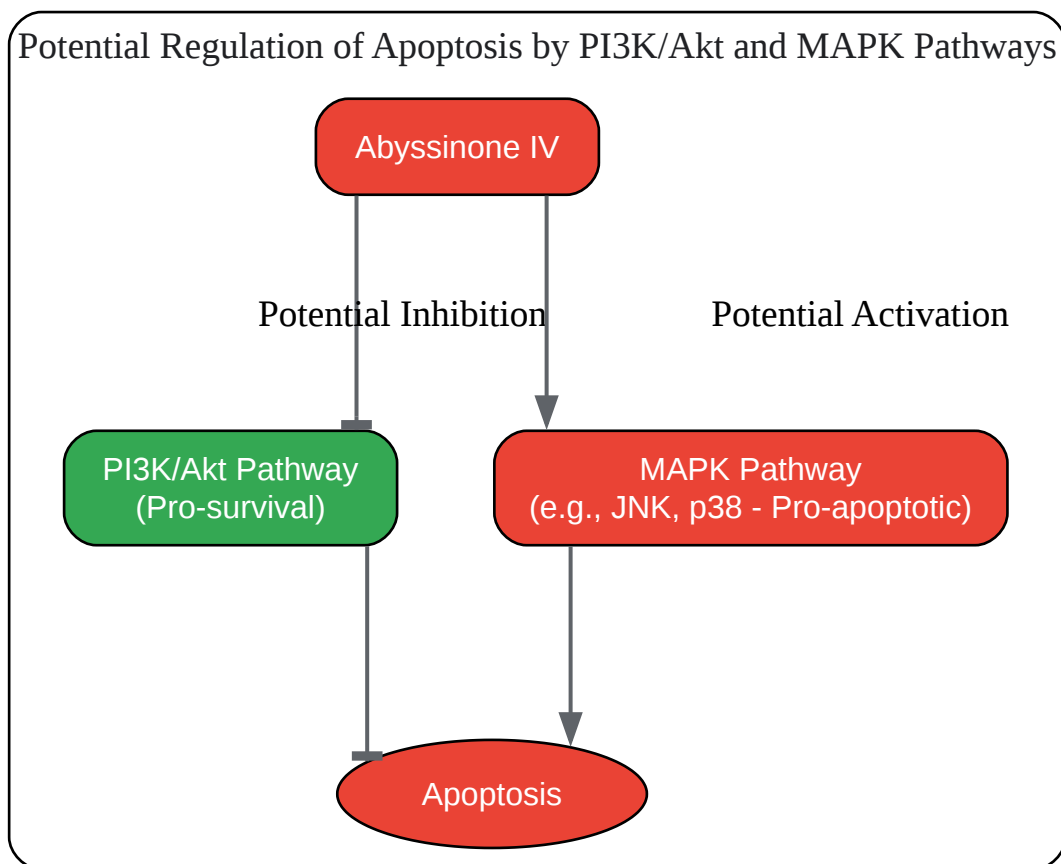 Potential Regulation of Apoptosis by PI3K/Akt and MAPK Pathways
Abyssinone IV
Potential Inhibition
Potential Activation
PI3K/Akt Pathway
(Pro-survival)
MAPK Pathway
(e.g., JNK, p38 - Pro-apoptotic)
Apoptosis